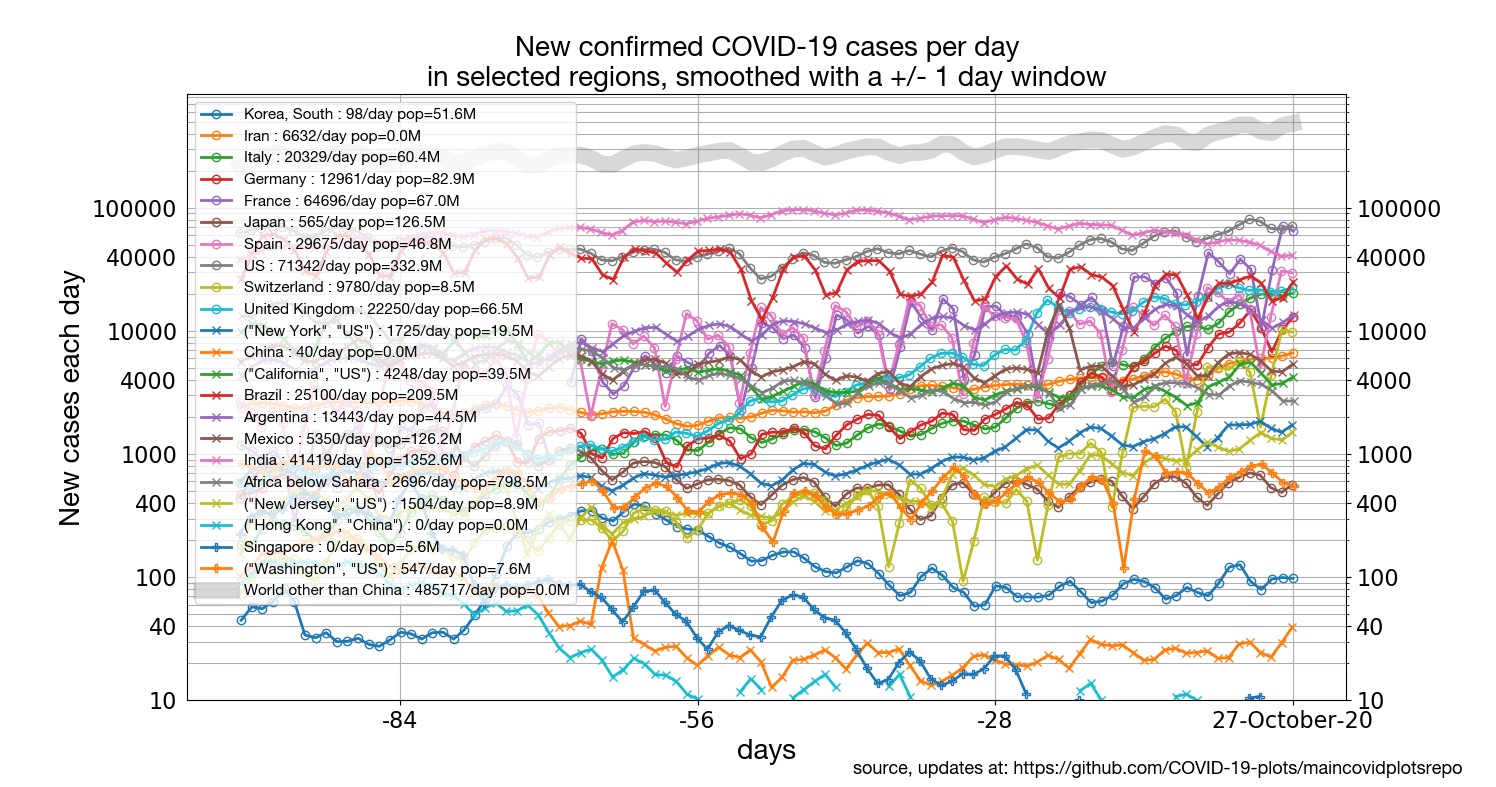 New confirmed COVID-19 cases per day
in selected regions, smoothed with a +/- 1 day window
Korea, South : 98/day pop=51.6M
Iran : 6632/day pop=0.0M
Italy : 20329/day pop=60.4M
Germany : 12961/day pop=82.9M
France : 64696/day pop=67.0M
Japan : 565/day pop=126.5M
Spain : 29675/day pop=46.8M
US : 71342/day pop=332.9M
Switzerland : 9780/day pop=8.5M
United Kingdom : 22250/day pop=66.5M
("New York", "US") : 1725/day pop=19.5M
China : 40/day pop=0.0M
("California", "US") : 4248/day pop=39.5M
Brazil : 25100/day pop=209.5M
Argentina : 13443/day pop=44.5M
Mexico : 5350/day pop=126.2M
India : 41419/day pop=1352.6M
Africa below Sahara : 2696/day pop=798.5M
("New Jersey", "US") : 1504/day pop=8.9M
("Hong Kong", "China") : 0/day pop=0.0M
Singapore : 0/day pop=5.6M
("Washington", "US") : 547/day pop=7.6M
World other than China : 485717/day pop=0.0M
New cases each day
100000
40000
10000
4000
1000
400
100
40
10
100000
40000
10000
4000
1000
400
100
40
10
-84
-56
-28
27-October-20
days
source, updates at: https://github.com/COVID-19-plots/maincovidplotsrepo